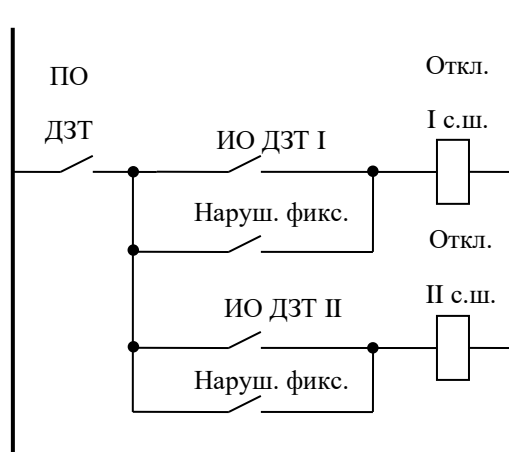 ПО
ДЗТ
ИО ДЗТ I
Откл.
I с.ш.
Наруш. фикс.
Откл.
II с.ш.
ИО ДЗТ II
Наруш. фикс.